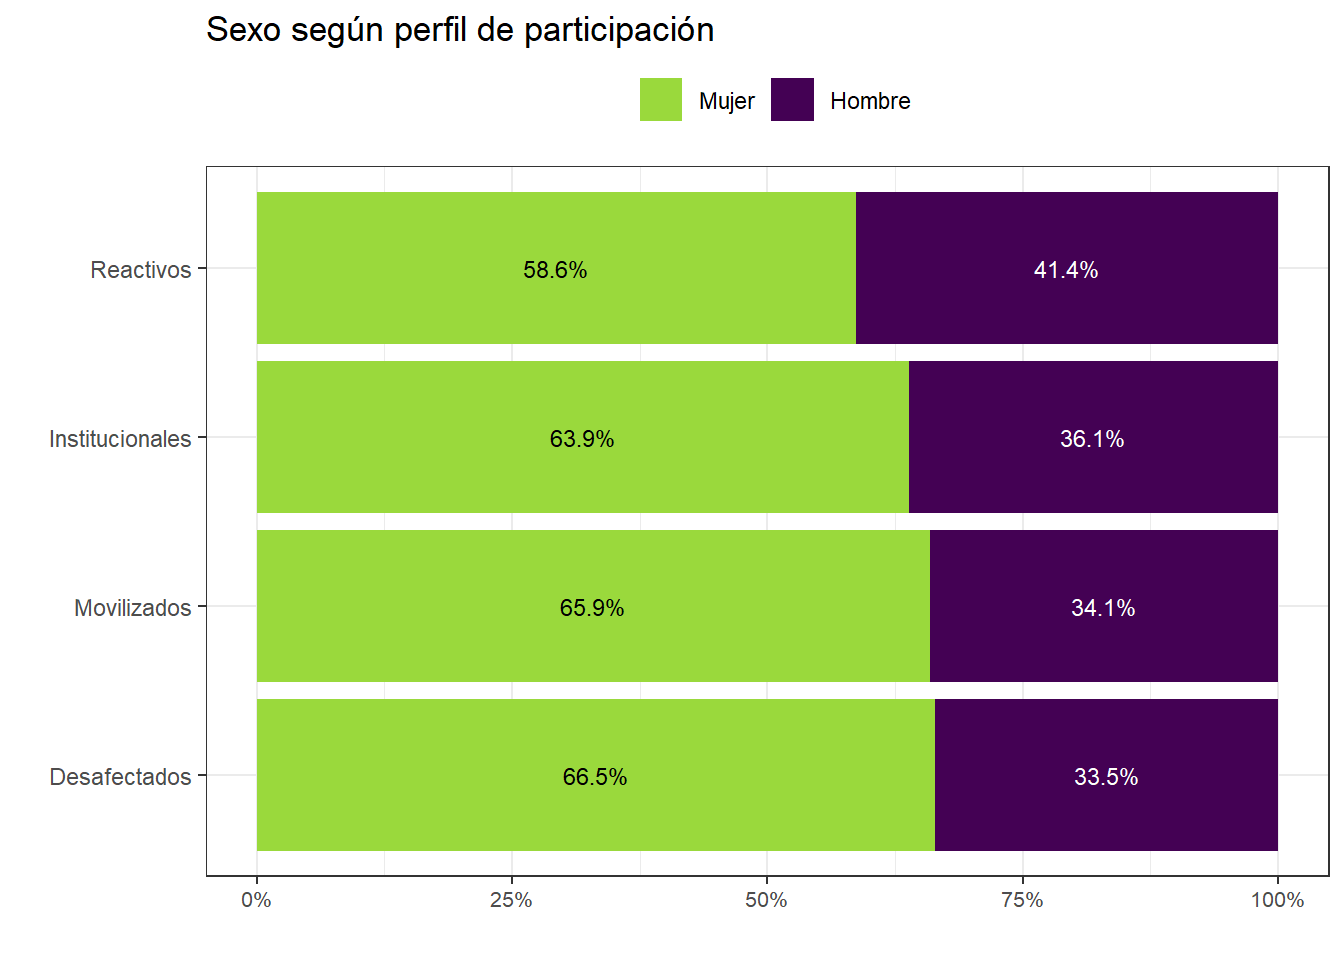 Sexo según perfil de participación
Mujer Hombre
Reactivos 58.6% 41.4%
Institucionales 63.9% 36.1%
Movilizados 65.9% 34.1%
Desafectados 66.5% 33.5%
0% 25% 50% 75% 100%